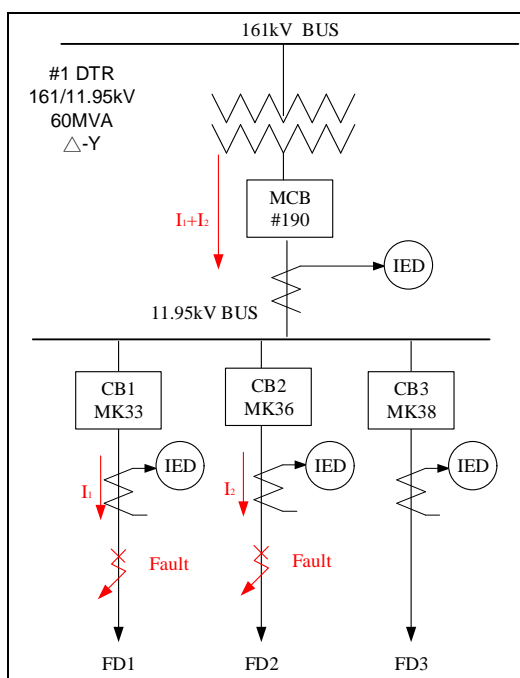 161kV BUS
#1 DTR
161/11.95kV
60MVA
△-Y
MCB
#190
I₁+I₂
IED
11.95kV BUS
CB1
MK33
CB2
MK36
CB3
MK38
IED
IED
IED
I₁
I₂
Fault
Fault
FD1
FD2
FD3